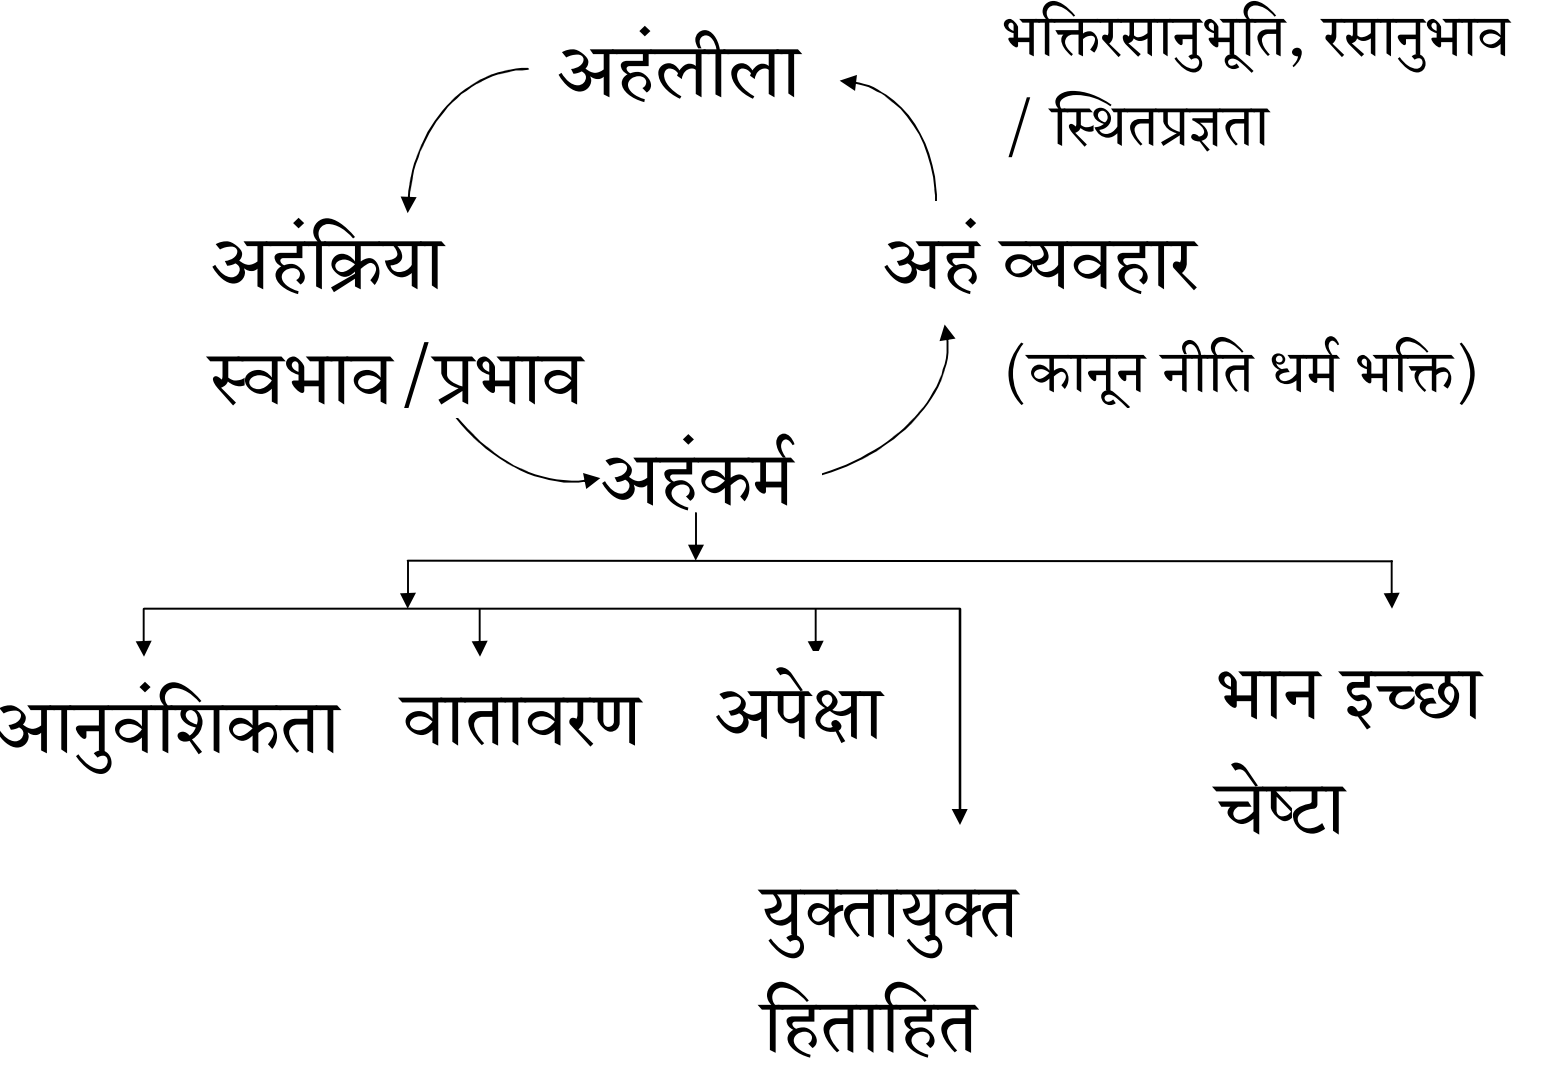 अहंलीला
भक्तिरसानुभूति, रसानुभाव
/ स्थितप्रज्ञता
अहंक्रिया
अहं व्यवहार
स्वभाव/प्रभाव
(कानून नीति धर्म भक्ति)
अहंकर्म
आनुवंशिकता
वातावरण
अपेक्षा
भान इच्छा
चेष्टा
युक्तायुक्त
हिताहित